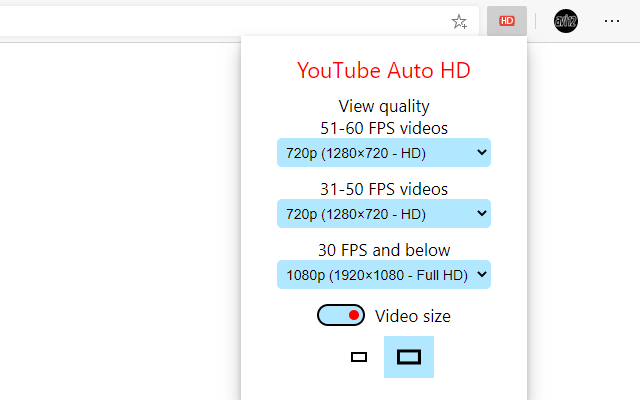 HD
avirz
YouTube Auto HD
View quality
51-60 FPS videos
720p (1280×720 - HD)
31-50 FPS videos
720p (1280×720 - HD)
30 FPS and below
1080p (1920×1080 - Full HD)
Video size